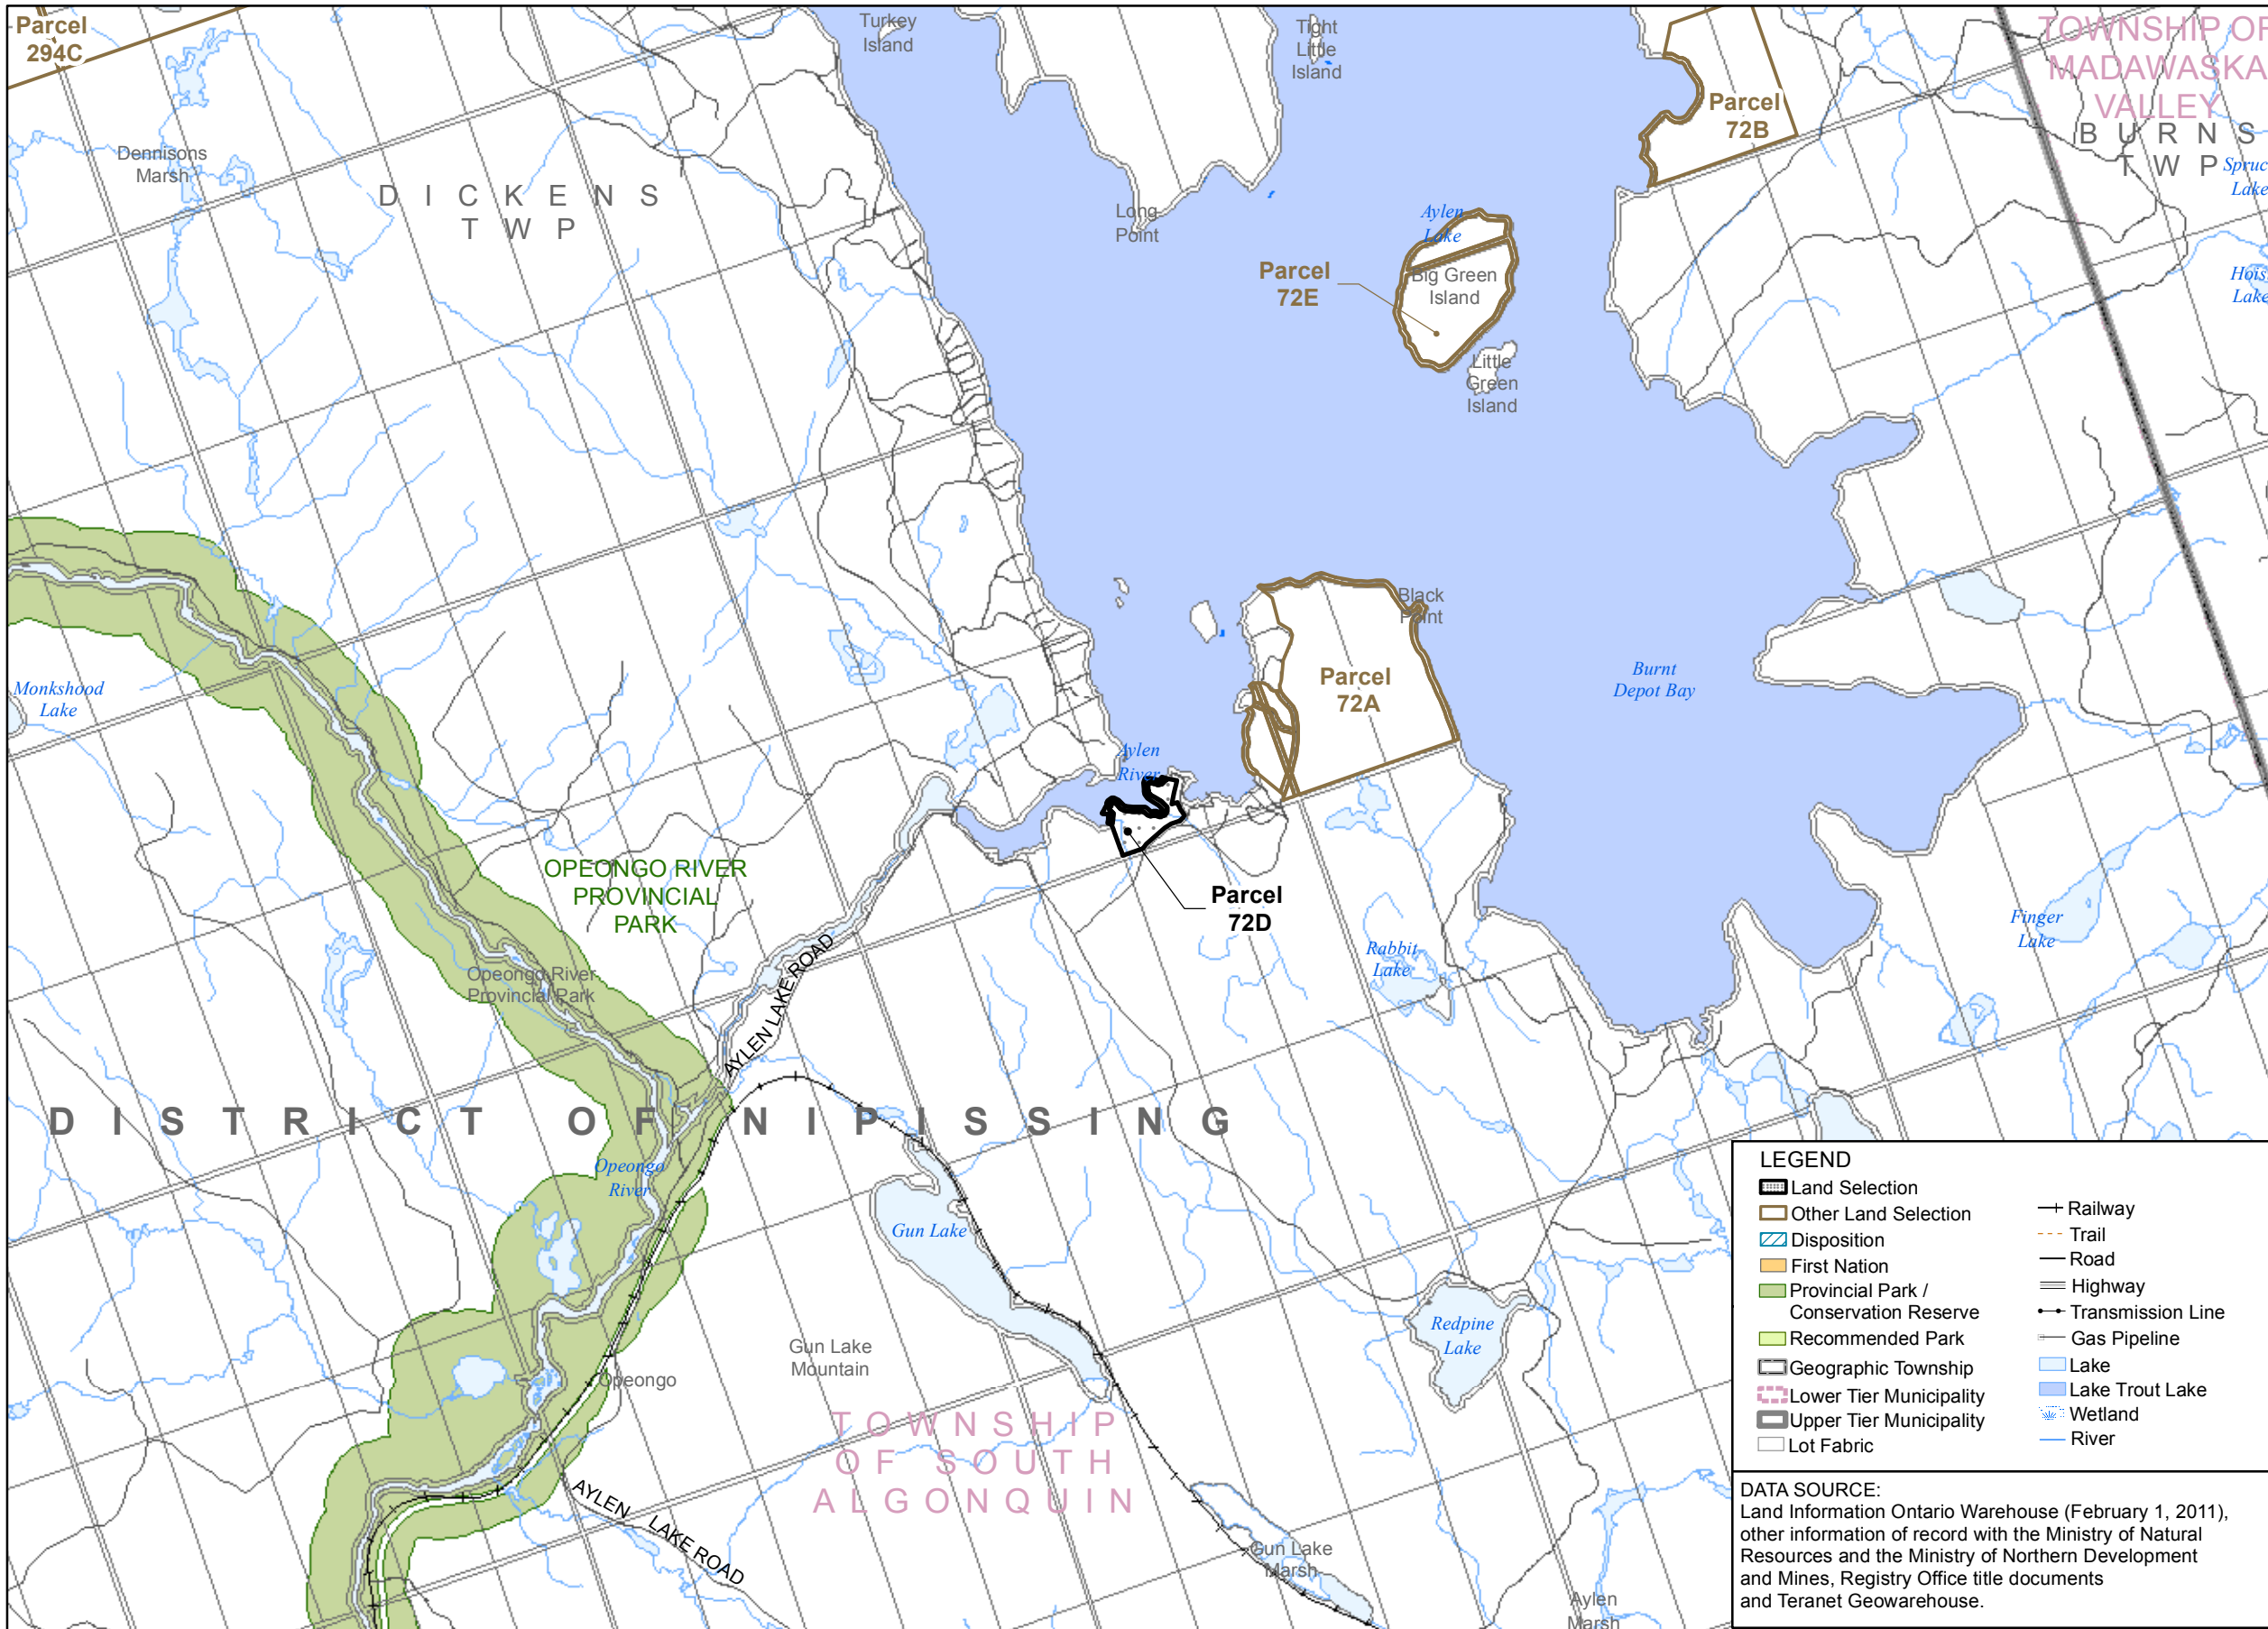 Parcel
294C
Turkey
Island
Tight
Little
Island
TOWNSHIP OF
MADAWASKA
VALLEY
Parcel
72B
BURNS
TWP
Dennisons
Marsh
DICKENS
TWP
Long
Point
Aylen
Lake
Parcel
72E
Big Green
Island
Little
Green
Island
Black
Point
Monkshood
Lake
Parcel
72A
Burnt
Depot Bay
Aylen
River
OPEONGO RIVER
PROVINCIAL
PARK
Parcel
72D
Opeongo River
Provincial Park
AYLEN LAKE ROAD
Rabbit
Lake
Finger
Lake
DISTRICT OF NIPISSING
Opeongo
River
Gun Lake
Redpine
Lake
Gun Lake
Mountain
Opeongo
TOWNSHIP
OF SOUTH
ALGONQUIN
AYLEN LAKE ROAD
Gun Lake
Marsh
Aylen
Marsh
LEGEND
Land Selection
Other Land Selection
Disposition
First Nation
Provincial Park /
Conservation Reserve
Recommended Park
Geographic Township
Lower Tier Municipality
Upper Tier Municipality
Lot Fabric
Railway
Trail
Road
Highway
Transmission Line
Gas Pipeline
Lake
Lake Trout Lake
Wetland
River
DATA SOURCE:
Land Information Ontario Warehouse (February 1, 2011),
other information of record with the Ministry of Natural
Resources and the Ministry of Northern Development
and Mines, Registry Office title documents
and Teranet Geowarehouse.